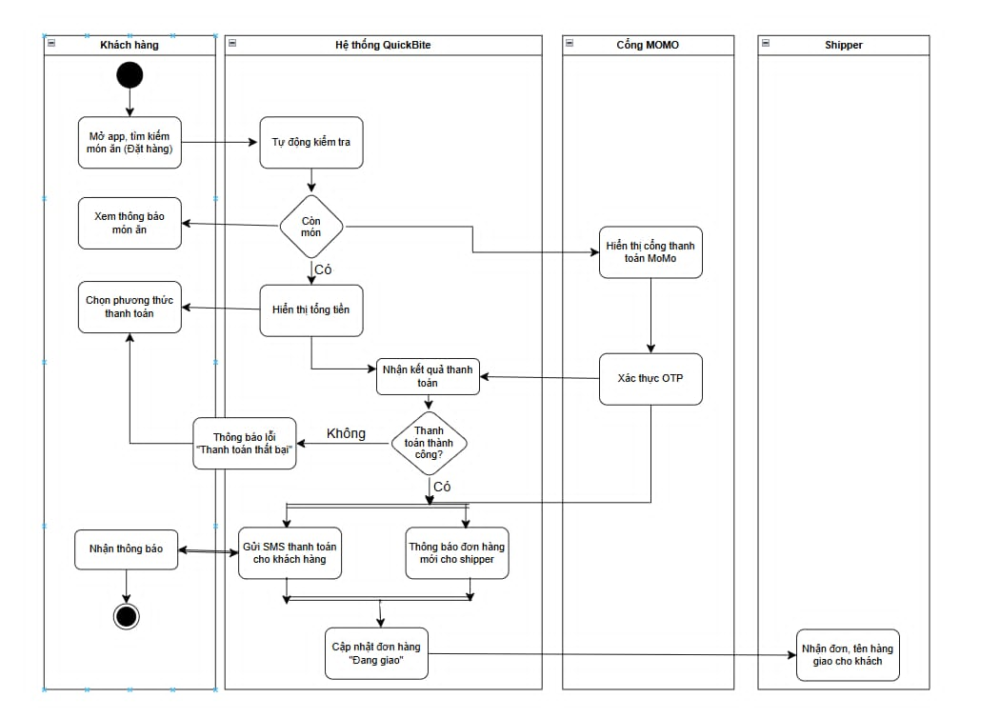 Khách hàng
Hệ thống QuickBite
Cổng MOMO
Shipper
Mở app, tìm kiếm
món ăn (Đặt hàng)
Tự động kiểm tra
Xem thông báo
món ăn
Còn
món
Hiển thị cổng thanh
toán MoMo
Có
Chọn phương thức
thanh toán
Hiển thị tổng tiền
Nhận kết quả thanh
toán
Xác thực OTP
Thông báo lỗi
"Thanh toán thất bại"
Không
Thanh
toán thành
công?
Có
Nhận thông báo
Gửi SMS thanh toán
cho khách hàng
Thông báo đơn hàng
mới cho shipper
Cập nhật đơn hàng
"Đang giao"
Nhận đơn, tên hàng
giao cho khách